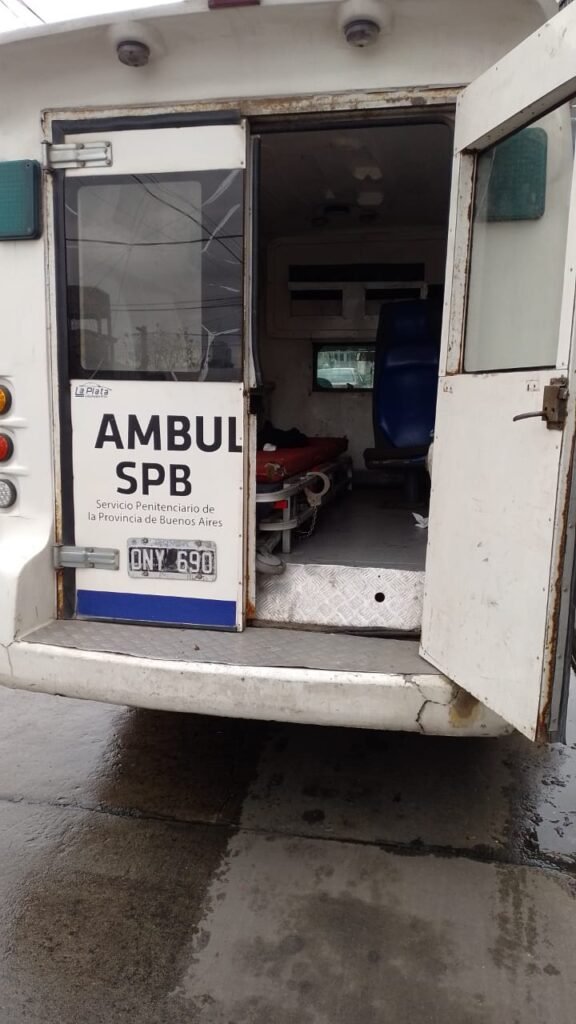 La Plata
AMBUL
SPB
Servicio Penitenciario de
la Provincia de Buenos Aires
ONY 690